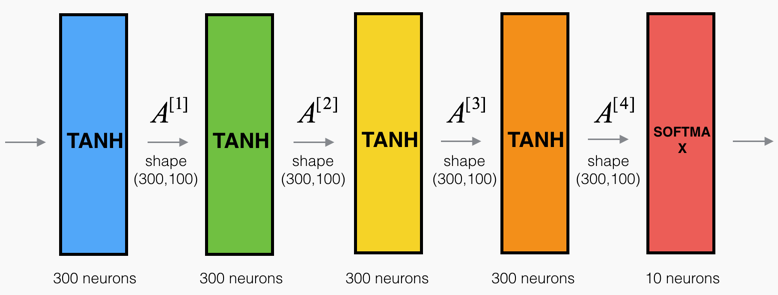 TANH
A[1]
shape
(300,100)
TANH
A[2]
shape
(300,100)
TANH
A[3]
shape
(300,100)
TANH
A[4]
shape
(300,100)
SOFTMA
X
300 neurons
300 neurons
300 neurons
300 neurons
10 neurons